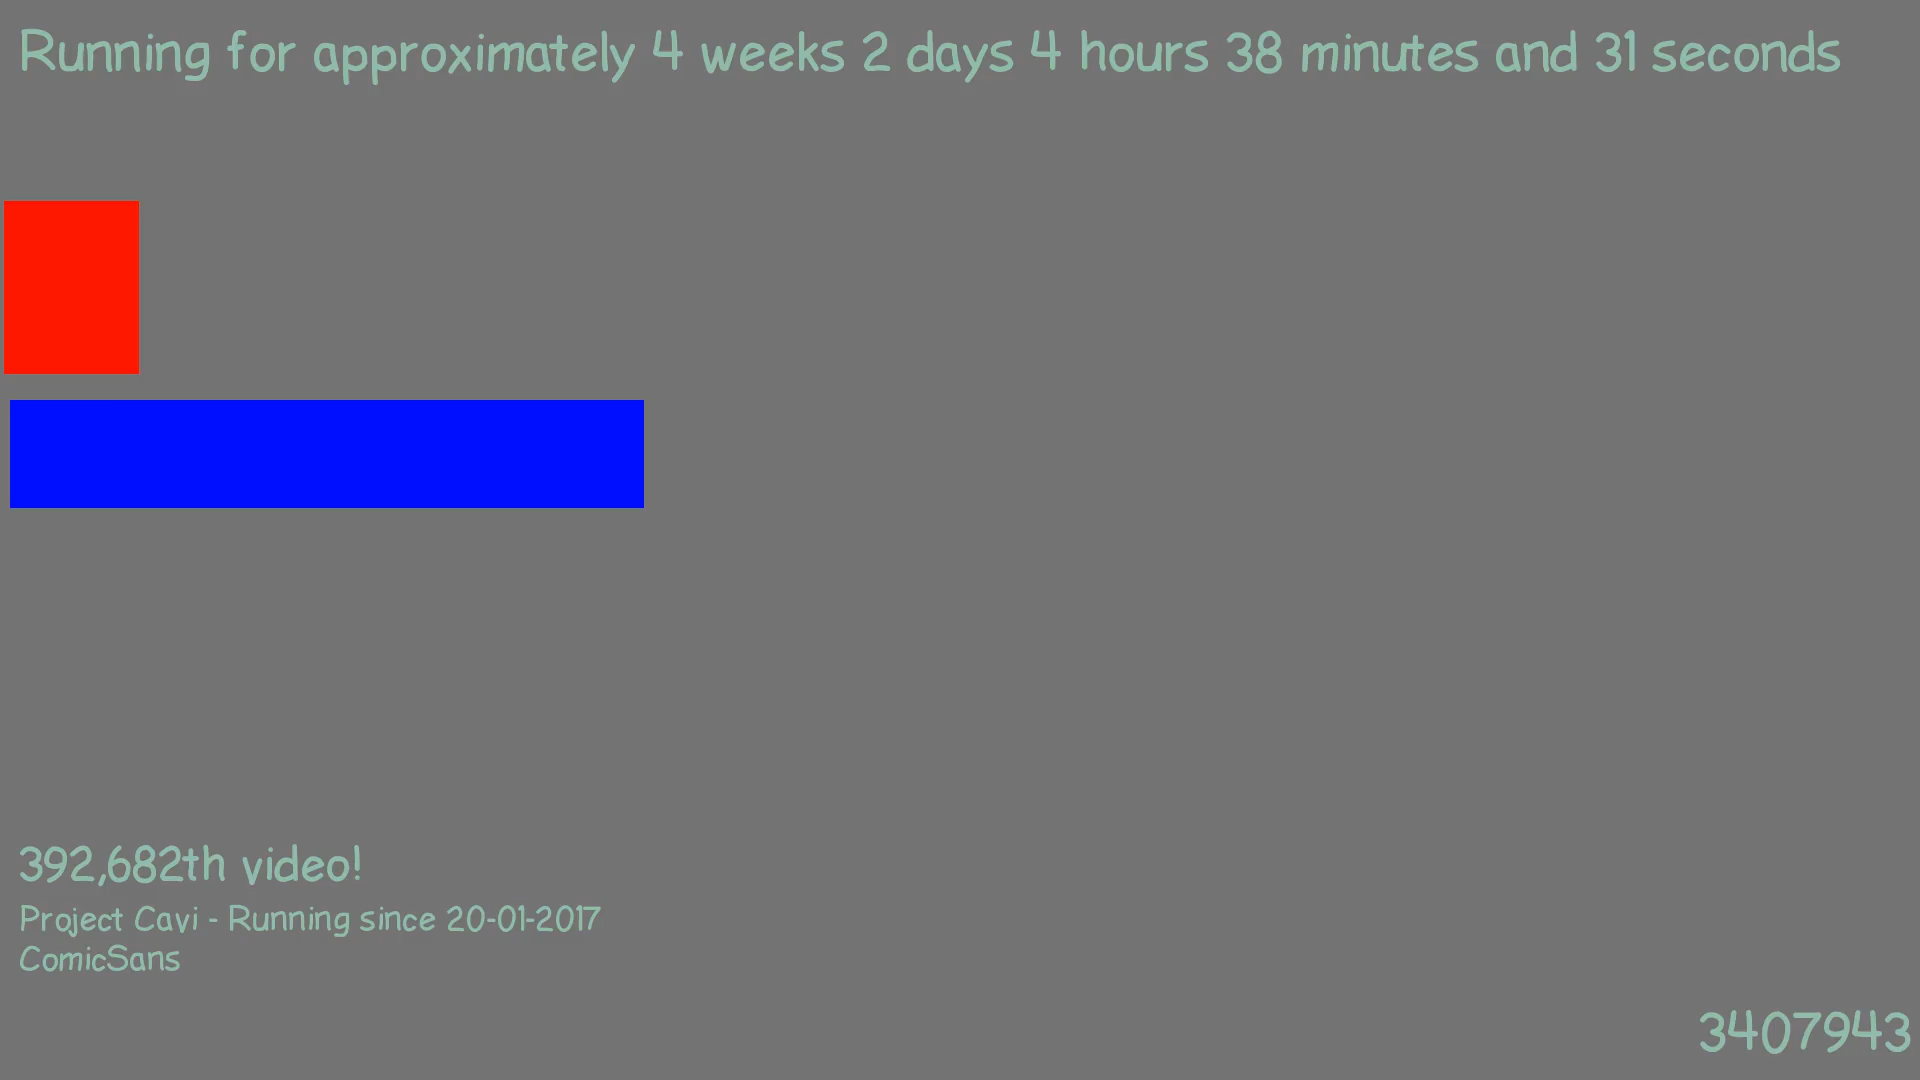 Running for approximately 4 weeks 2 days 4 hours 38 minutes and 31 seconds
392,682th video!
Project Cavi - Running since 20-01-2017
ComicSans
3407943